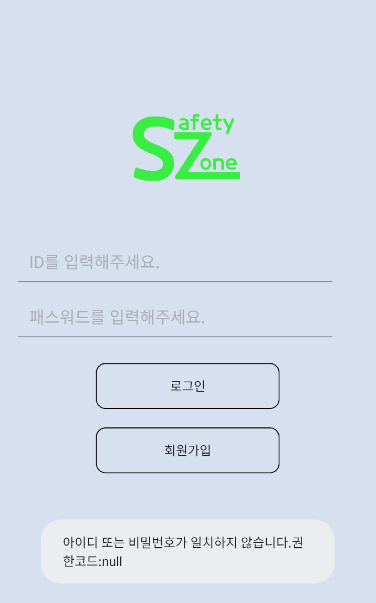 Safety
Zone
ID를 입력해주세요.
패스워드를 입력해주세요.
로그인
회원가입
아이디 또는 비밀번호가 일치하지 않습니다.권
한코드:null